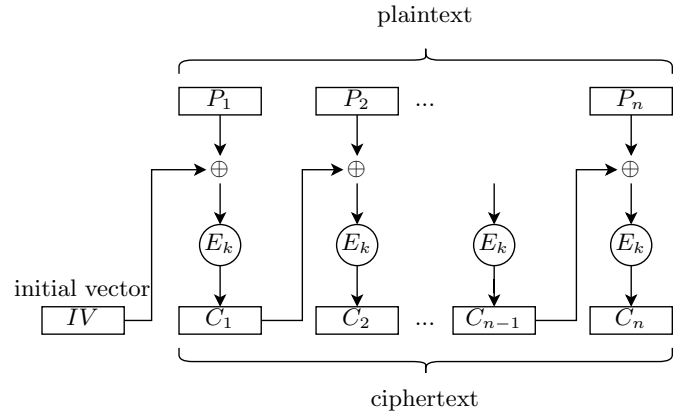 plaintext
P₁ P₂ ... Pₙ
⊕ ⊕ ⊕
Eₖ Eₖ Eₖ Eₖ
initial vector
IV C₁ C₂ ... Cₙ₋₁ Cₙ
ciphertext